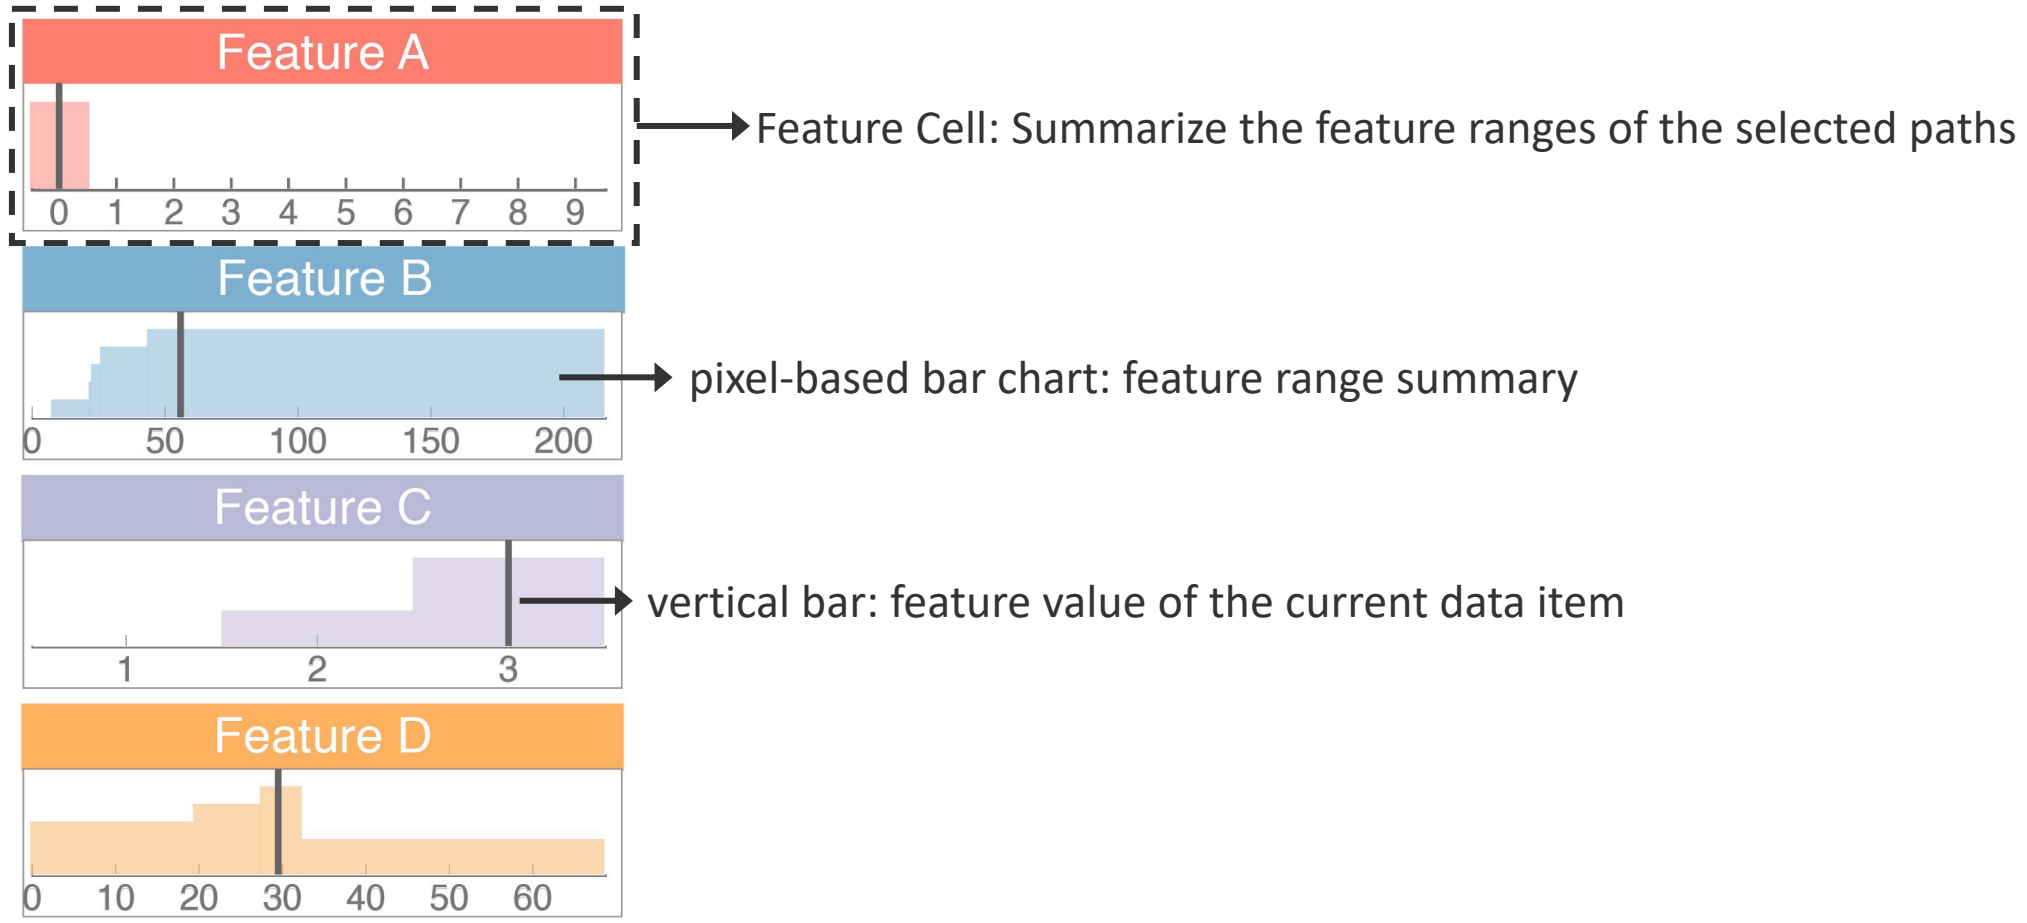 Feature A
0 1 2 3 4 5 6 7 8 9
Feature Cell: Summarize the feature ranges of the selected paths
Feature B
0 50 100 150 200
pixel-based bar chart: feature range summary
Feature C
1 2 3
vertical bar: feature value of the current data item
Feature D
0 10 20 30 40 50 60